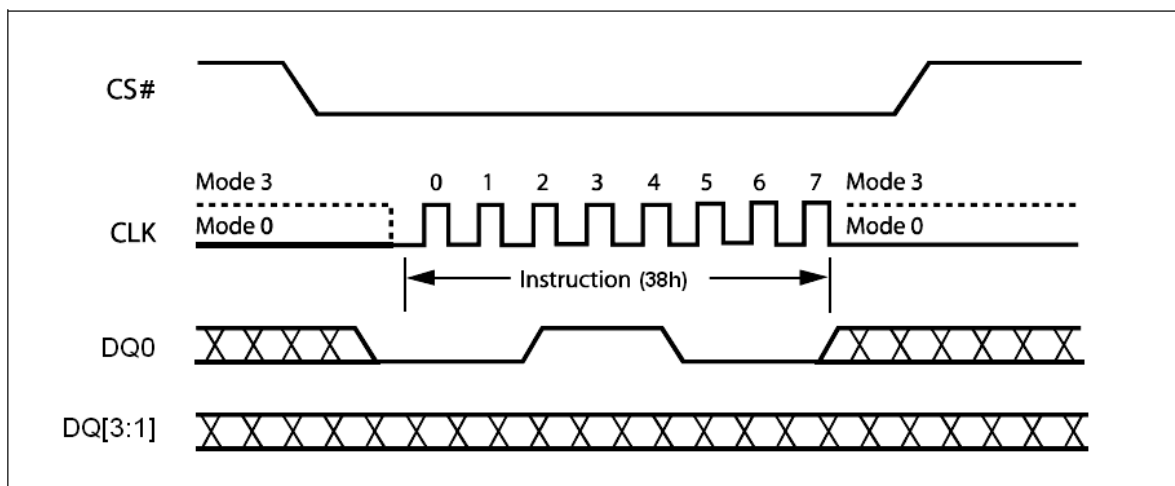 CS#
Mode 3
0 1 2 3 4 5 6 7
Mode 3
CLK
Mode 0
Mode 0
Instruction (38h)
DQ0
DQ[3:1]